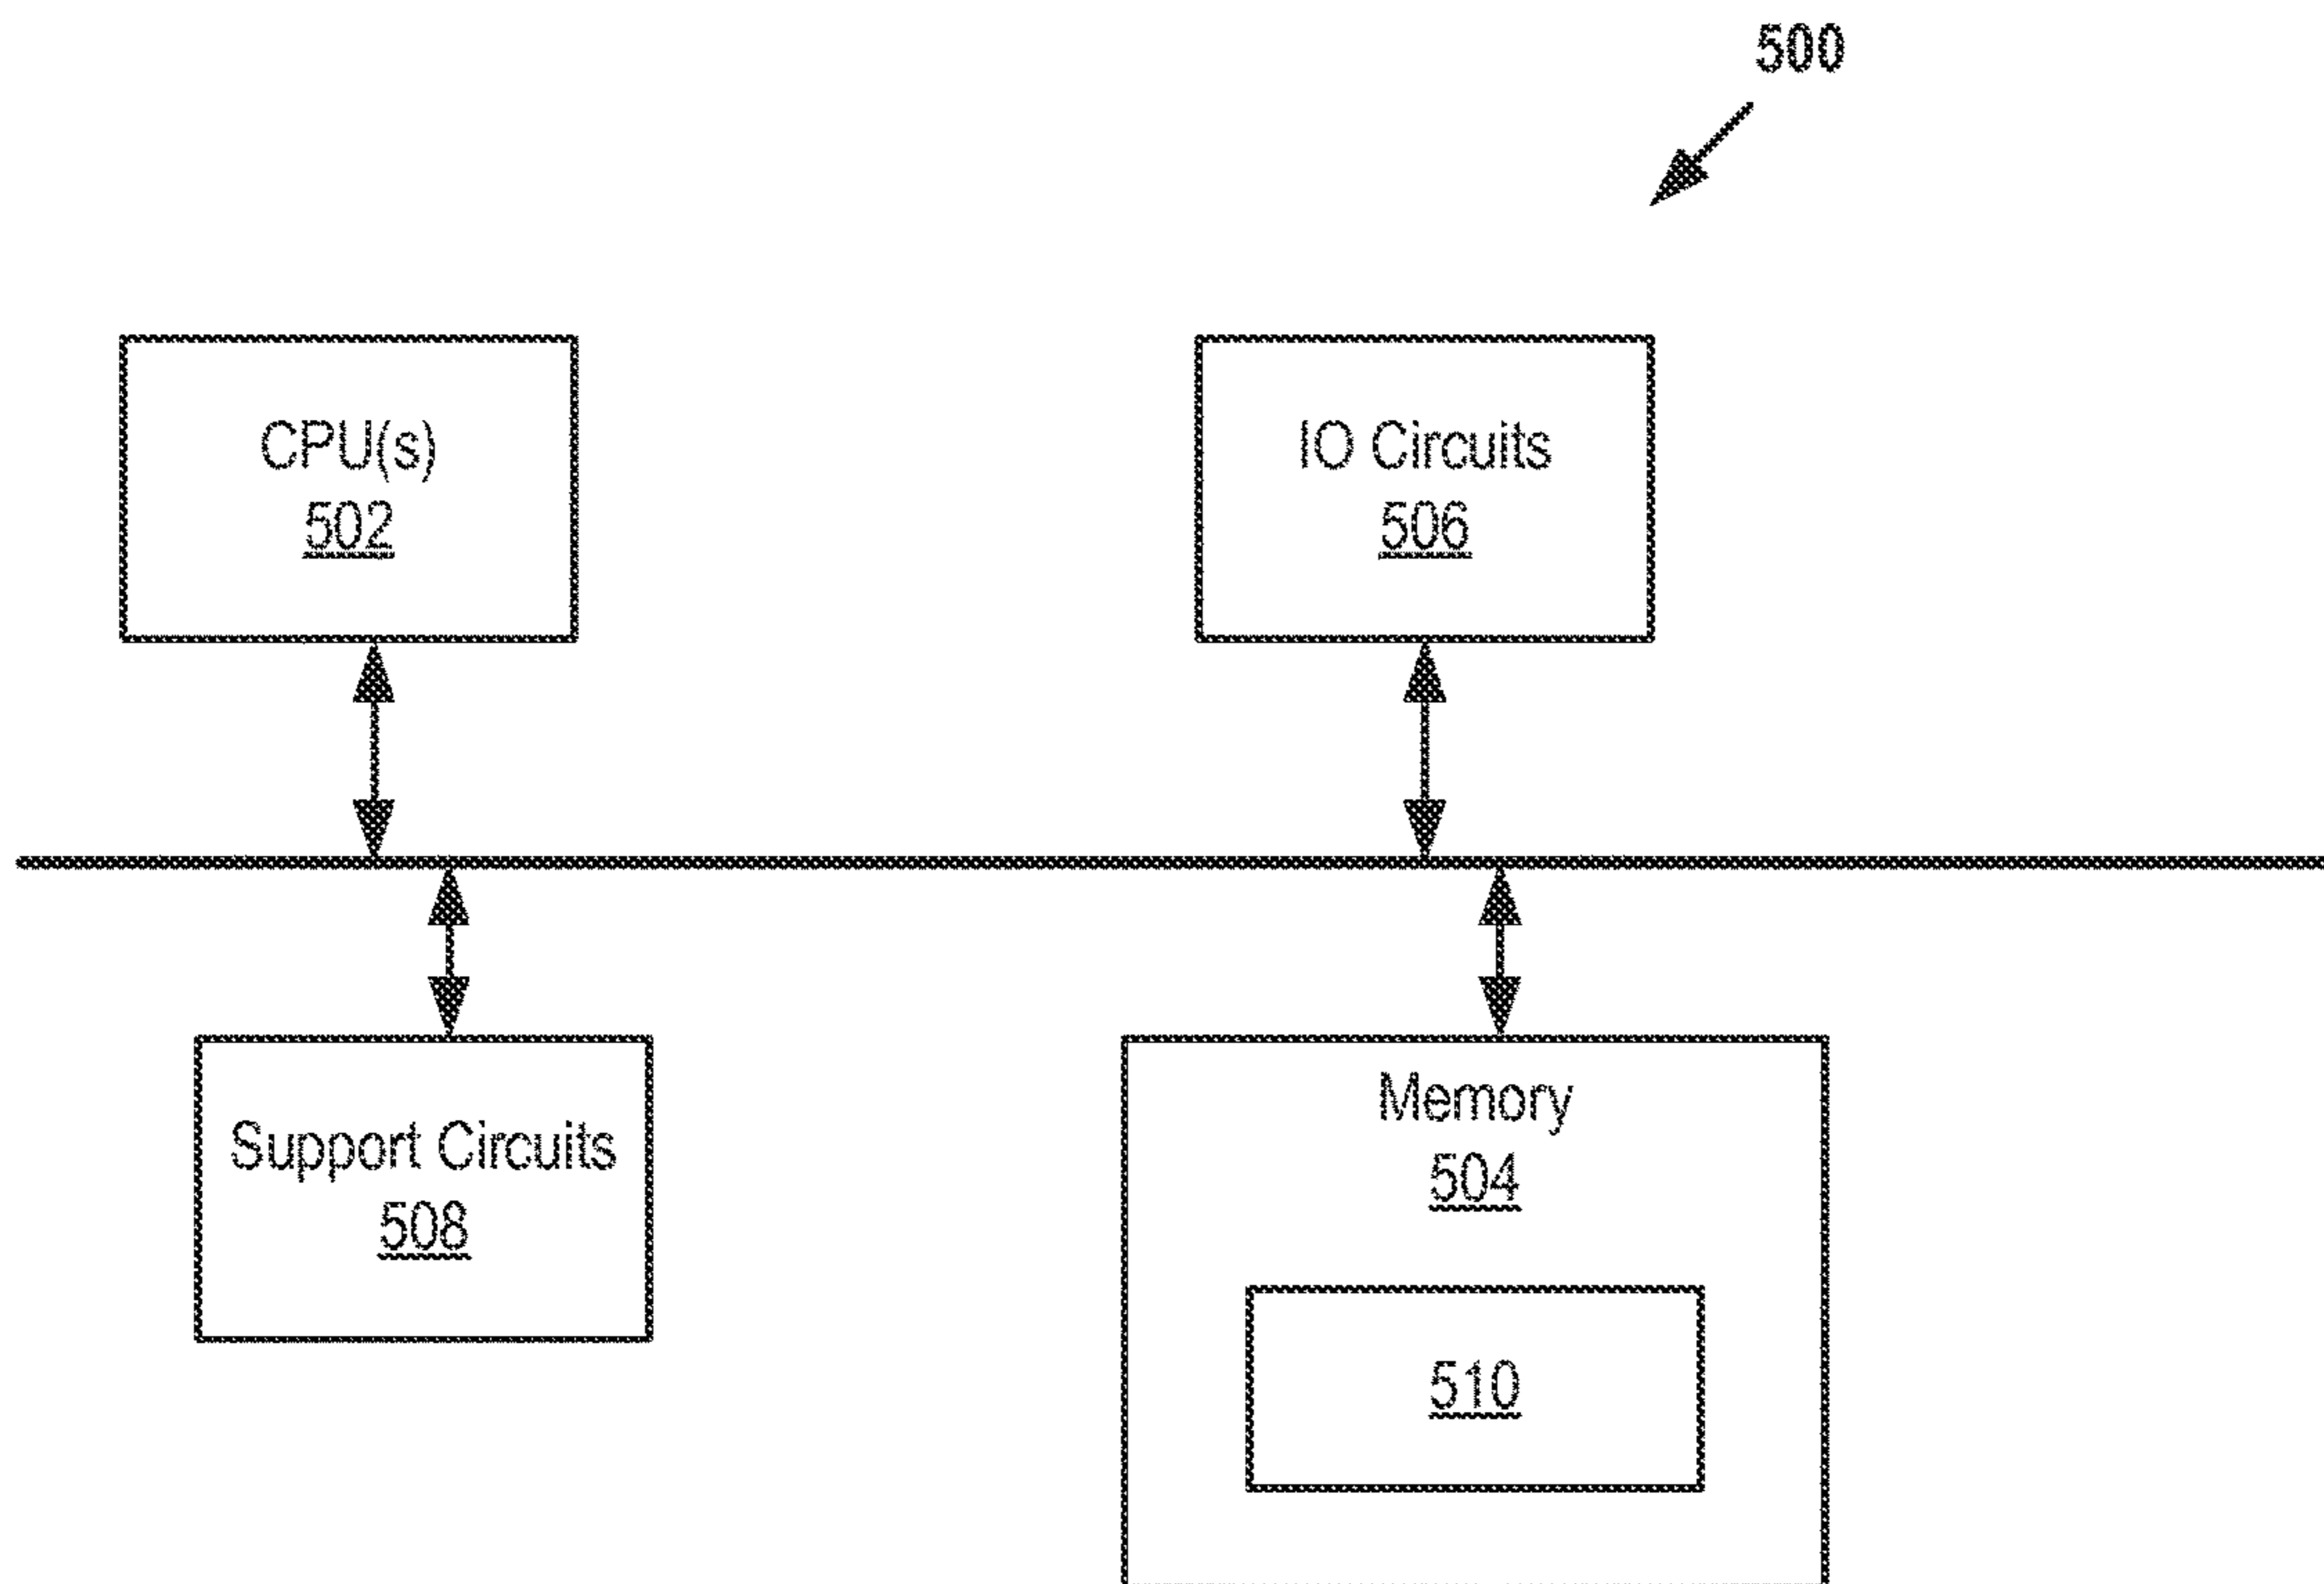 500
CPU(s)
502
IO Circuits
506
Support Circuits
508
Memory
504
510